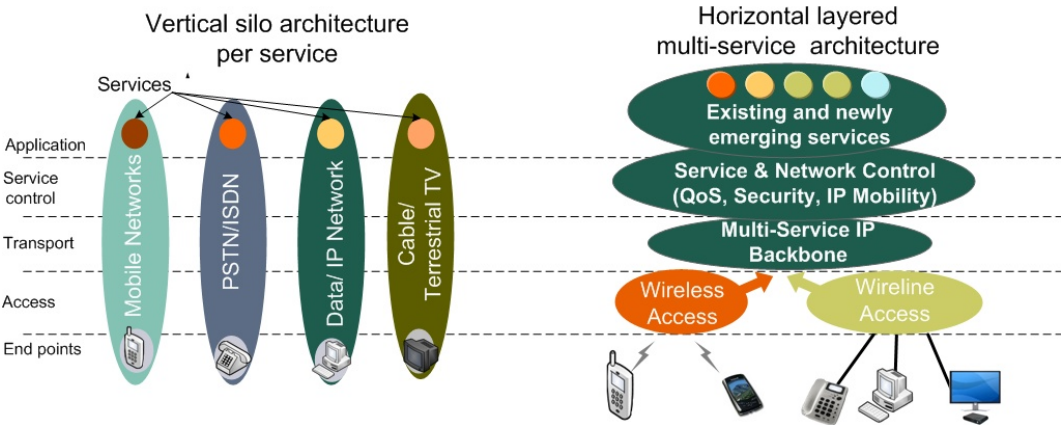 Vertical silo architecture
per service
Services
Application
Service
control
Transport
Access
End points
Mobile Networks
PSTN/ISDN
Data/ IP Network
Cable/
Terrestrial TV
Horizontal layered
multi-service architecture
Existing and newly
emerging services
Service & Network Control
(QoS, Security, IP Mobility)
Multi-Service IP
Backbone
Wireless
Access
Wireline
Access